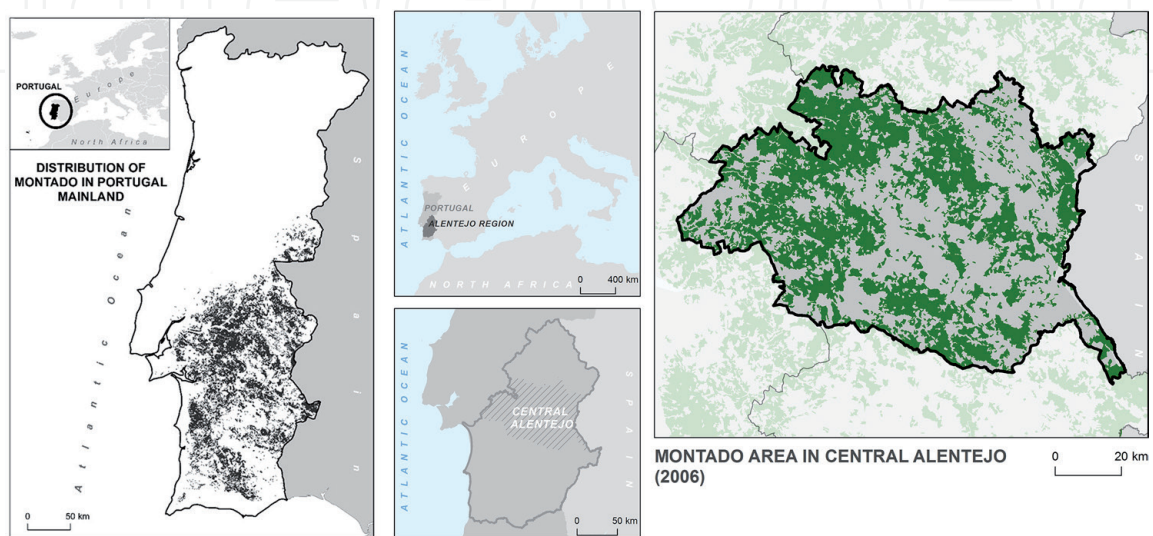 PORTUGAL
Europe
North Africa
DISTRIBUTION OF
MONTADO IN PORTUGAL
MAINLAND
Atlantic Ocean
Spain
0 50 km
ATLANTIC OCEAN
EUROPE
PORTUGAL
ALENTEJO REGION
NORTH AFRICA
0 400 km
ATLANTIC OCEAN
SPAIN
CENTRAL
ALENTEJO
0 50 km
SPAIN
MONTADO AREA IN CENTRAL ALENTEJO
(2006)
0 20 km